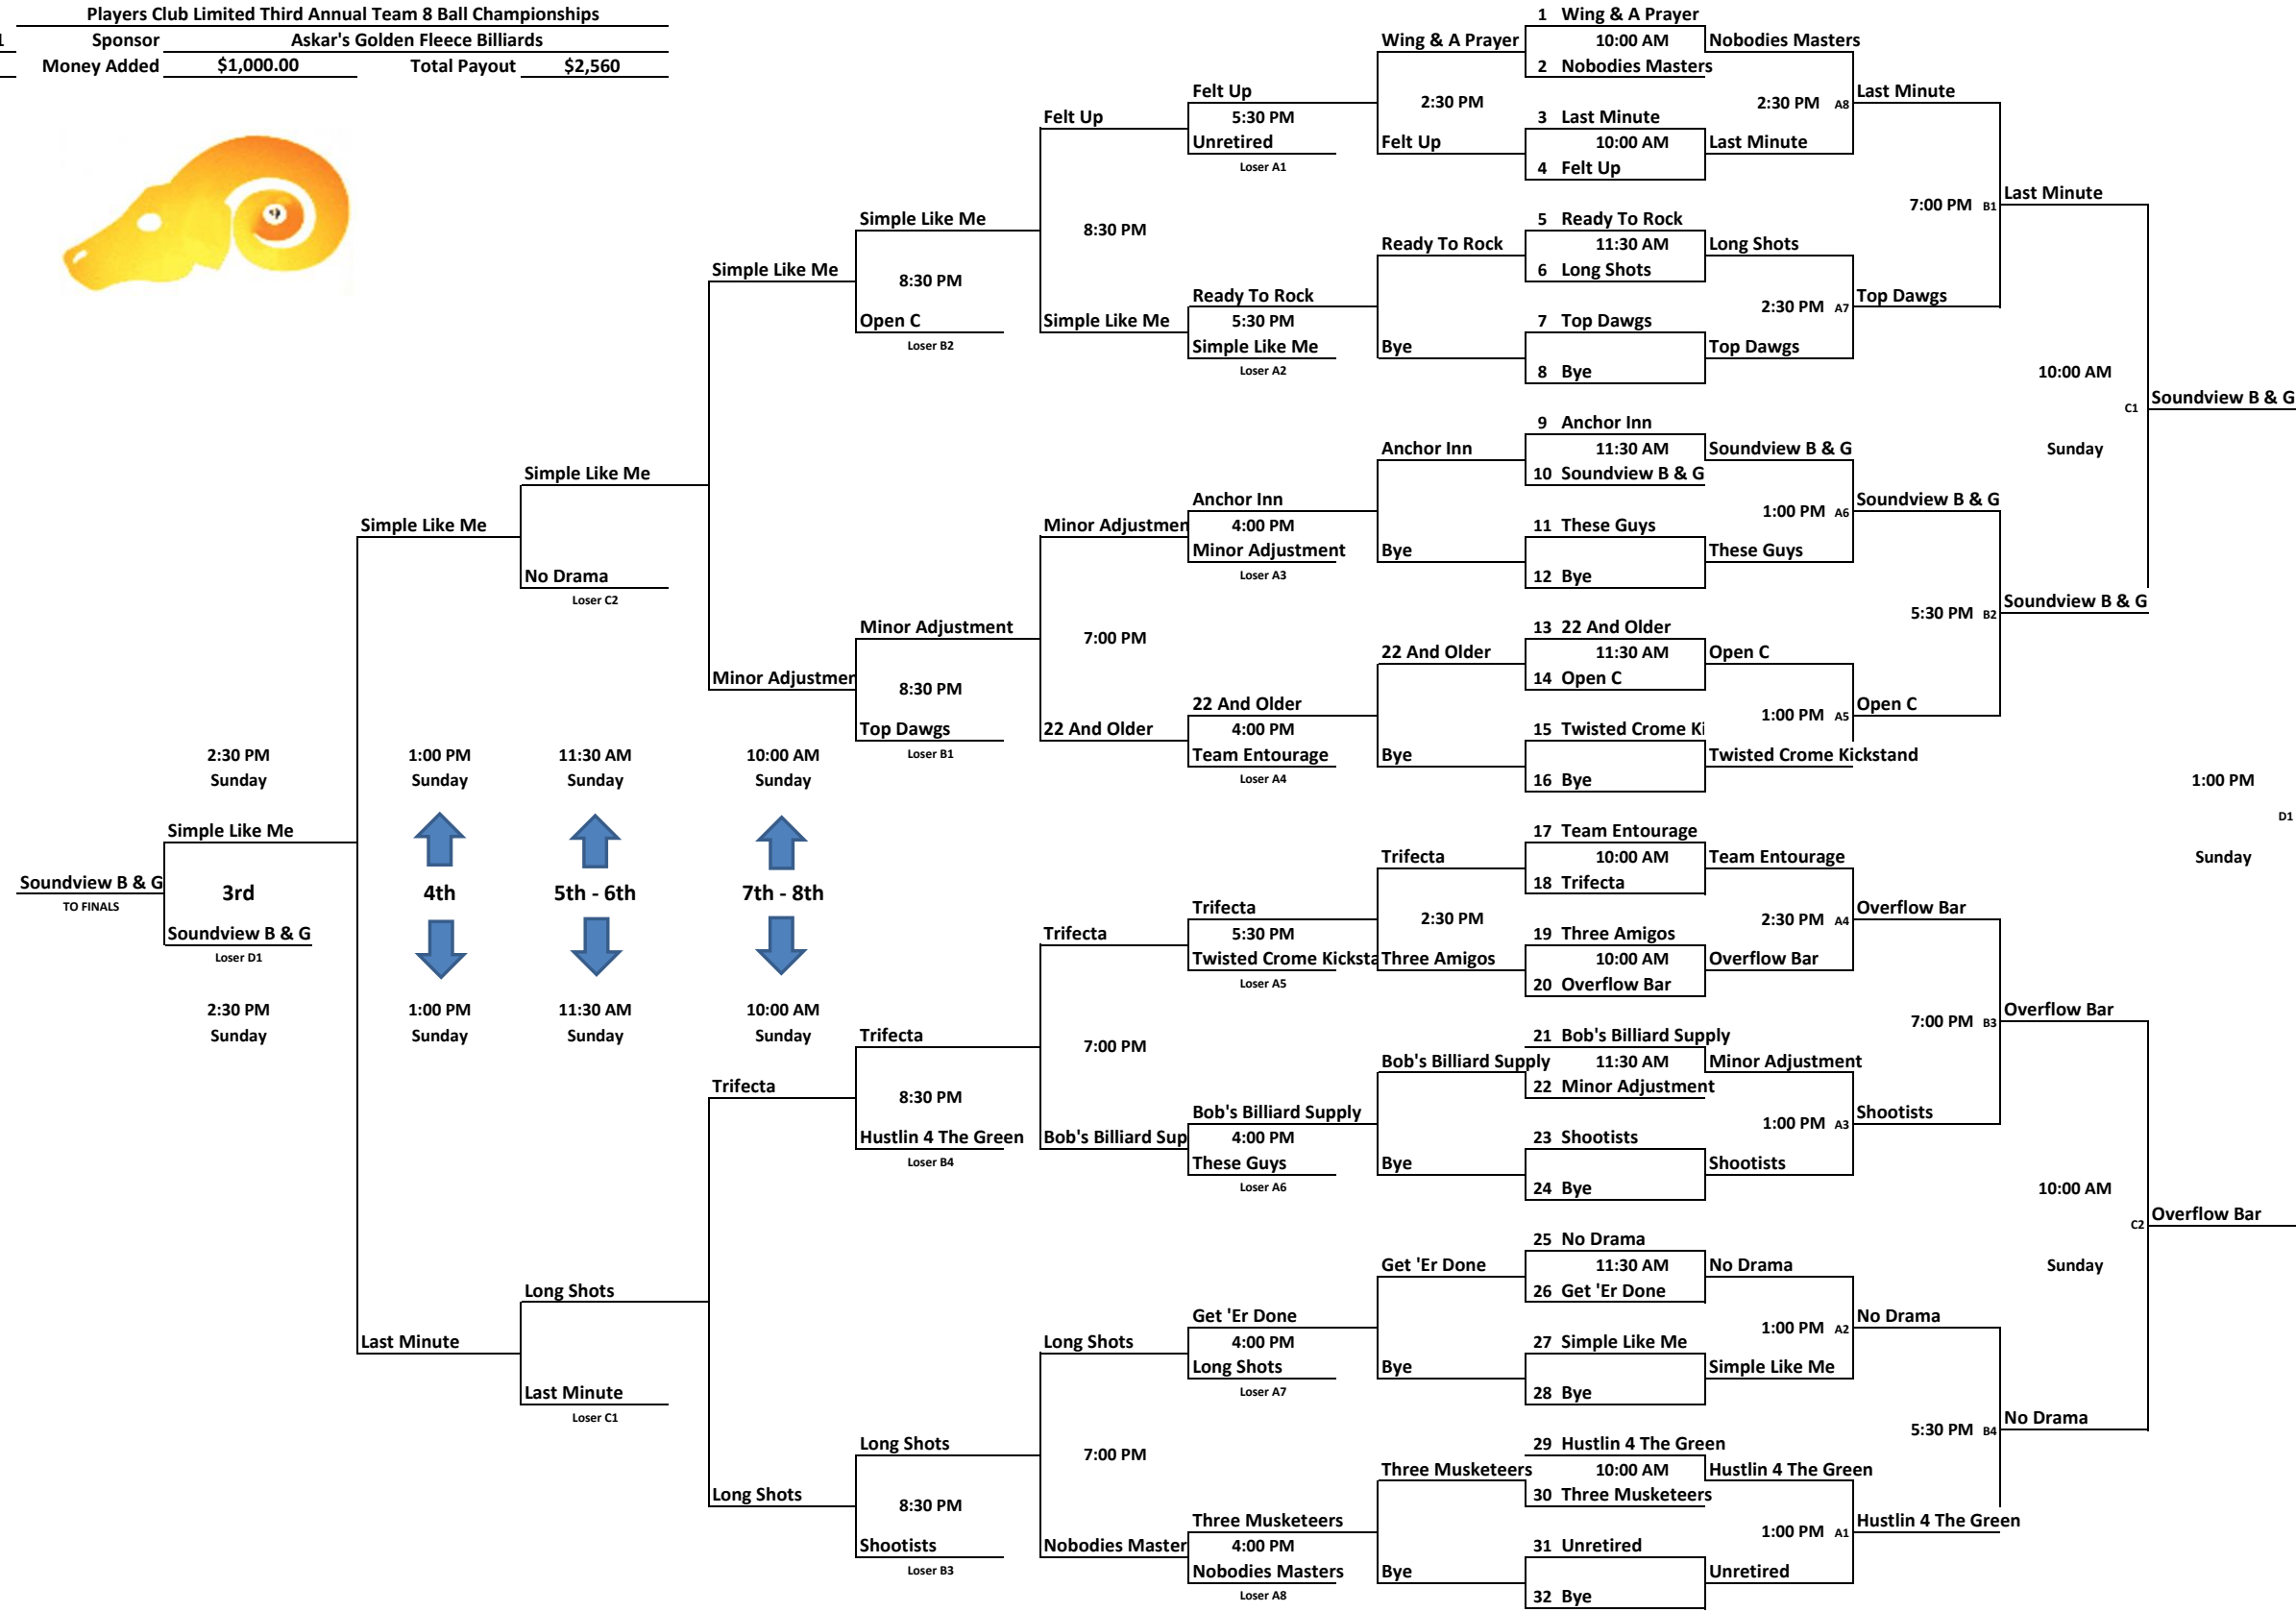 Players Club Limited Third Annual Team 8 Ball Championships
1 Sponsor Askar's Golden Fleece Billiards
Money Added $1,000.00 Total Payout $2,560
1 Wing & A Prayer
Wing & A Prayer 10:00 AM Nobodies Masters
2 Nobodies Masters
Felt Up 2:30 PM 2:30 PM A8 Last Minute
Felt Up 5:30 PM 3 Last Minute
Unretired Felt Up 10:00 AM Last Minute
Loser A1 4 Felt Up
7:00 PM B1 Last Minute
Simple Like Me 5 Ready To Rock
8:30 PM Ready To Rock 11:30 AM Long Shots
Simple Like Me 8:30 PM 6 Long Shots
Ready To Rock 2:30 PM A7 Top Dawgs
Open C Simple Like Me 5:30 PM 7 Top Dawgs
Loser B2 Simple Like Me Bye Top Dawgs
Loser A2 8 Bye 10:00 AM
C1 Soundview B & G
9 Anchor Inn
Anchor Inn 11:30 AM Soundview B & G Sunday
Simple Like Me 10 Soundview B & G
Anchor Inn 1:00 PM A6 Soundview B & G
Simple Like Me Minor Adjustmen 4:00 PM 11 These Guys
Minor Adjustment Bye These Guys
No Drama Loser A3 12 Bye
Loser C2 5:30 PM B2 Soundview B & G
Minor Adjustment 7:00 PM 13 22 And Older
22 And Older 11:30 AM Open C
Minor Adjustmen 8:30 PM 14 Open C
22 And Older 1:00 PM A5 Open C
Top Dawgs 22 And Older 4:00 PM 15 Twisted Crome Ki
2:30 PM 1:00 PM 11:30 AM 10:00 AM Loser B1 Team Entourage Bye Twisted Crome Kickstand
Sunday Sunday Sunday Sunday Loser A4 16 Bye 1:00 PM
D1
Simple Like Me 17 Team Entourage
Trifecta 10:00 AM Team Entourage Sunday
Soundview B & G 3rd 4th 5th - 6th 7th - 8th 18 Trifecta
TO FINALS Trifecta 2:30 PM 2:30 PM A4 Overflow Bar
Soundview B & G Trifecta 5:30 PM 19 Three Amigos
Loser D1 Twisted Crome Kicksta Three Amigos 10:00 AM Overflow Bar
Loser A5 20 Overflow Bar
2:30 PM 1:00 PM 11:30 AM 10:00 AM 7:00 PM B3 Overflow Bar
Sunday Sunday Sunday Sunday Trifecta 7:00 PM 21 Bob's Billiard Supply
Bob's Billiard Supply 11:30 AM Minor Adjustment
Trifecta 8:30 PM 22 Minor Adjustment
Bob's Billiard Supply 1:00 PM A3 Shootists
Hustlin 4 The Green Bob's Billiard Sup 4:00 PM 23 Shootists
Loser B4 These Guys Bye Shootists
Loser A6 24 Bye 10:00 AM
C2 Overflow Bar
25 No Drama
Get 'Er Done 11:30 AM No Drama Sunday
Long Shots 26 Get 'Er Done
Get 'Er Done 1:00 PM A2 No Drama
Last Minute Long Shots 4:00 PM 27 Simple Like Me
Long Shots Bye Simple Like Me
Last Minute Loser A7 28 Bye
Loser C1 5:30 PM B4 No Drama
Long Shots 7:00 PM 29 Hustlin 4 The Green
Three Musketeers 10:00 AM Hustlin 4 The Green
Long Shots 8:30 PM 30 Three Musketeers
Three Musketeers 1:00 PM A1 Hustlin 4 The Green
Shootists Nobodies Master 4:00 PM 31 Unretired
Loser B3 Nobodies Masters Bye Unretired
Loser A8 32 Bye